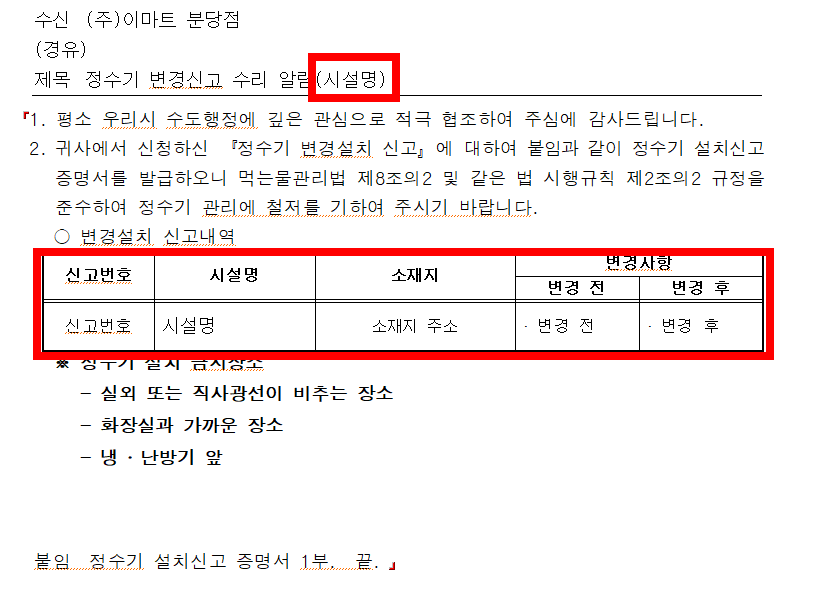 수신 (주)이마트 분당점
(경유)
제목 정수기 변경신고 수리 알림(시설명)
『1. 평소 우리시 수도행정에 깊은 관심으로 적극 협조하여 주심에 감사드립니다.
2. 귀사에서 신청하신 『정수기 변경설치 신고』에 대하여 붙임과 같이 정수기 설치신고
증명서를 발급하오니 먹는물관리법 제8조의2 및 같은 법 시행규칙 제2조의2 규정을
준수하여 정수기 관리에 철저를 기하여 주시기 바랍니다.
○ 변경설치 신고내역
신고번호 시설명 소재지 변경사항
변경 전 변경 후
신고번호 시설명 소재지 주소 · 변경 전 · 변경 후
※ 정수기 설치 금지장소
- 실외 또는 직사광선이 비추는 장소
- 화장실과 가까운 장소
- 냉·난방기 앞
붙임 정수기 설치신고 증명서 1부. 끝.』